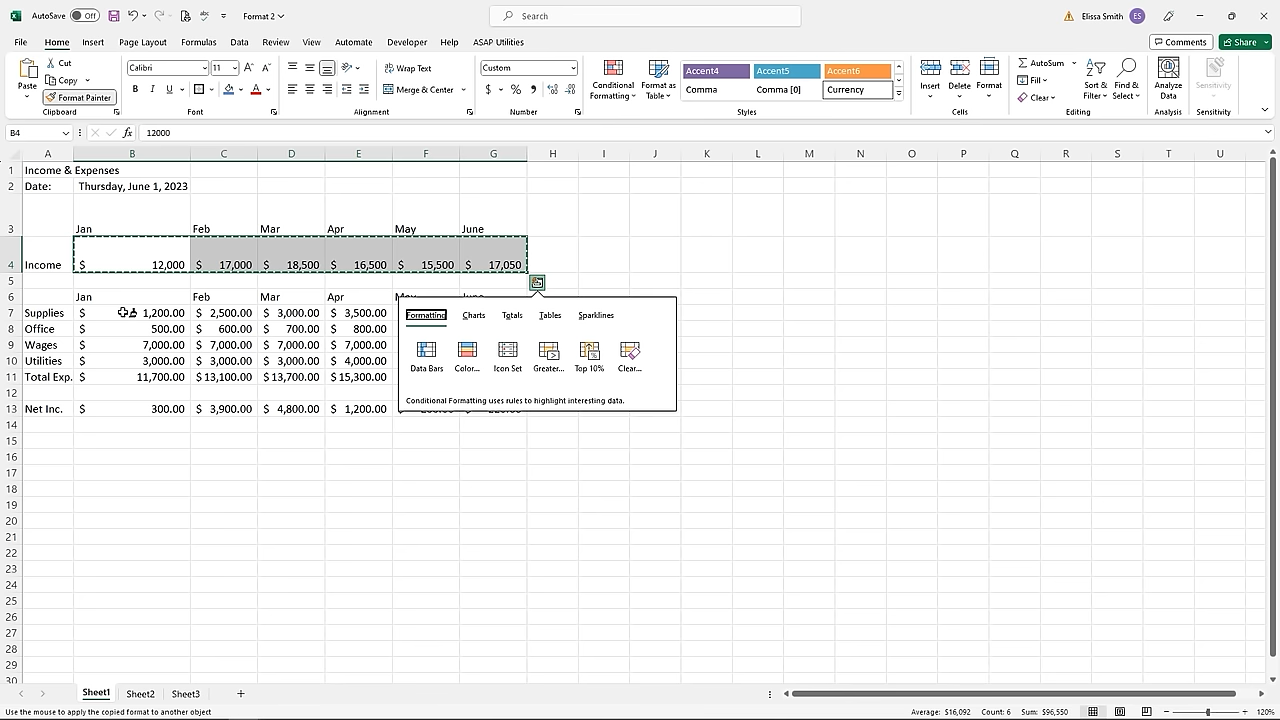 AutoSave Off Format 2 Search Elissa Smith ES
File Home Insert Page Layout Formulas Data Review View Automate Developer Help ASAP Utilities Comments Share
Paste Cut Copy Format Painter Clipboard
Calibri 11 A A B I U A Font
ab Wrap Text Merge & Center Alignment
Custom $ % Number
Conditional Formatting Format as Table
Accent4 Accent5 Accent6
Comma Comma [0] Currency
Styles
Insert Delete Format Cells
AutoSum Fill Clear Sort & Filter Find & Select Editing
Analyze Data Analysis
Sensitivity Sensitivity
B4 fx 12000
A B C D E F G H I J K L M N O P Q R S T U
1 Income & Expenses
2 Date: Thursday, June 1, 2023
3 Jan Feb Mar Apr May June
4 Income $ 12,000 $ 17,000 $ 18,500 $ 16,500 $ 15,500 $ 17,050
5
6 Jan Feb Mar Apr
7 Supplies $ 1,200.00 $ 2,500.00 $ 3,000.00 $ 3,500.00
8 Office $ 500.00 $ 600.00 $ 700.00 $ 800.00
9 Wages $ 7,000.00 $ 7,000.00 $ 7,000.00 $ 7,000.00
10 Utilities $ 3,000.00 $ 3,000.00 $ 3,000.00 $ 4,000.00
11 Total Exp. $ 11,700.00 $ 13,100.00 $ 13,700.00 $ 15,300.00
12
13 Net Inc. $ 300.00 $ 3,900.00 $ 4,800.00 $ 1,200.00
Formatting Charts Totals Tables Sparklines
Data Bars Color... Icon Set Greater... Top 10% Clear...
Conditional Formatting uses rules to highlight interesting data.
14
15
16
17
18
19
20
21
22
23
24
25
26
27
28
29
30
Sheet1 Sheet2 Sheet3
Use the mouse to apply the copied format to another object Average: $16,092 Count: 6 Sum: $96,550 120%